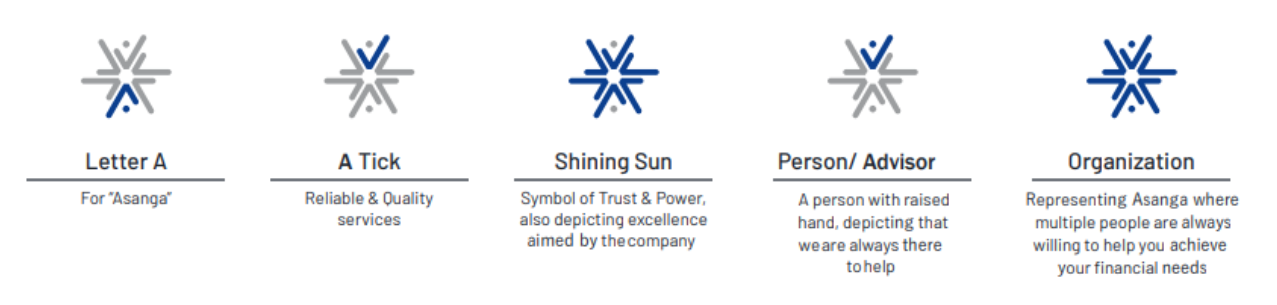 Letter A
For "Asanga"
A Tick
Reliable & Quality
services
Shining Sun
Symbol of Trust & Power,
also depicting excellence
aimed by the company
Person/ Advisor
A person with raised
hand, depicting that
we are always there
to help
Organization
Representing Asanga where
multiple people are always
willing to help you achieve
your financial needs